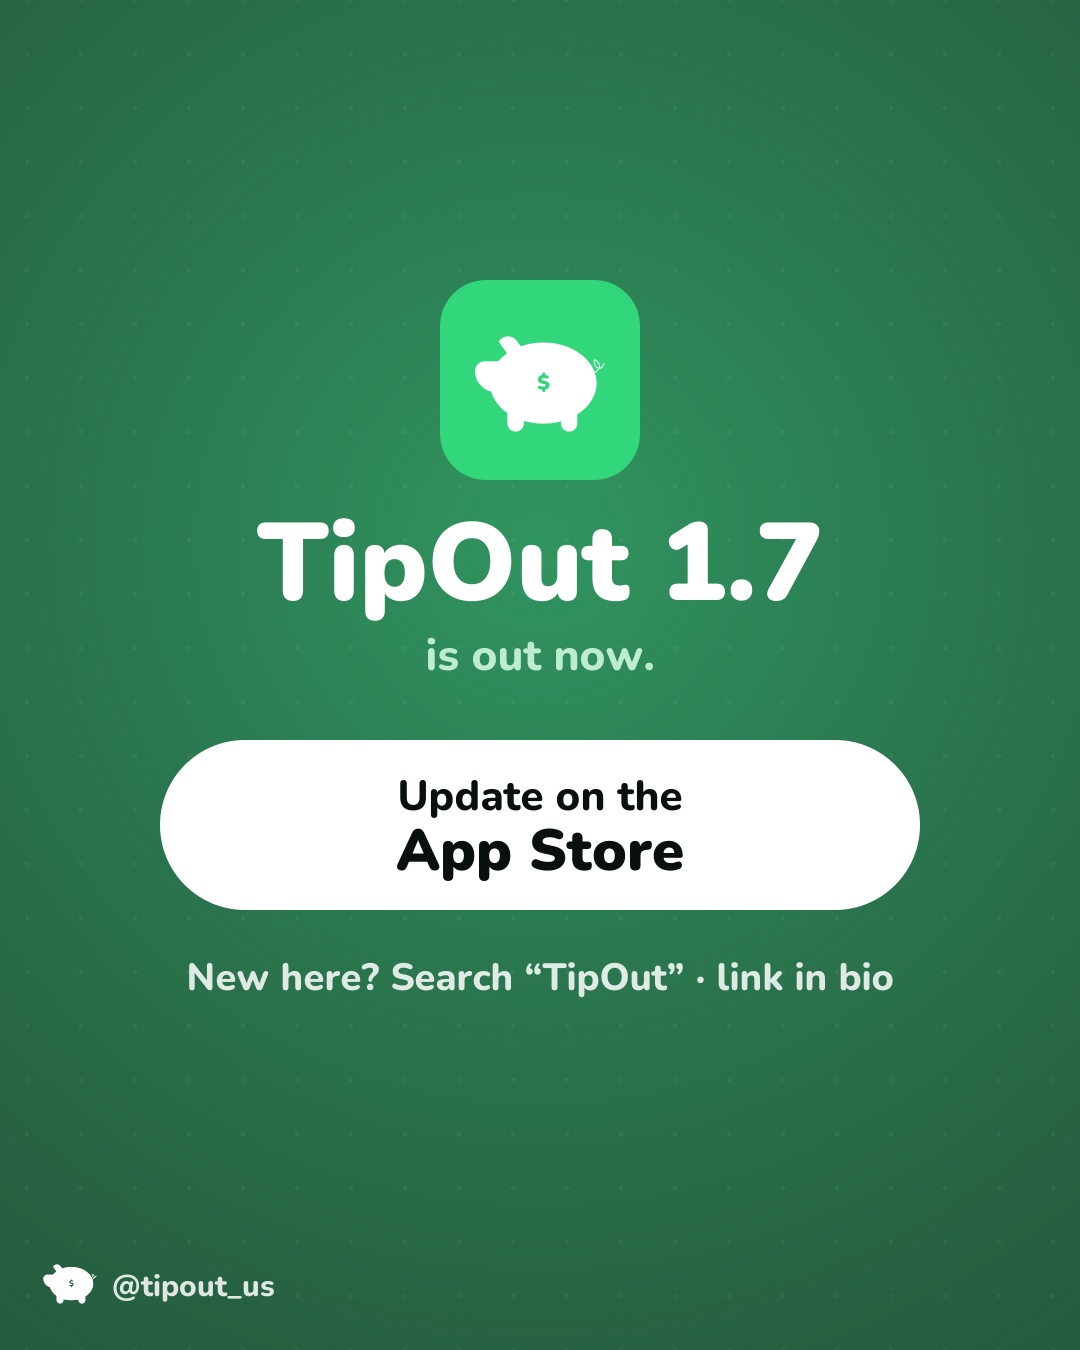 $
TipOut 1.7
is out now.
Update on the
App Store
New here? Search “TipOut” · link in bio
$ @tipout_us